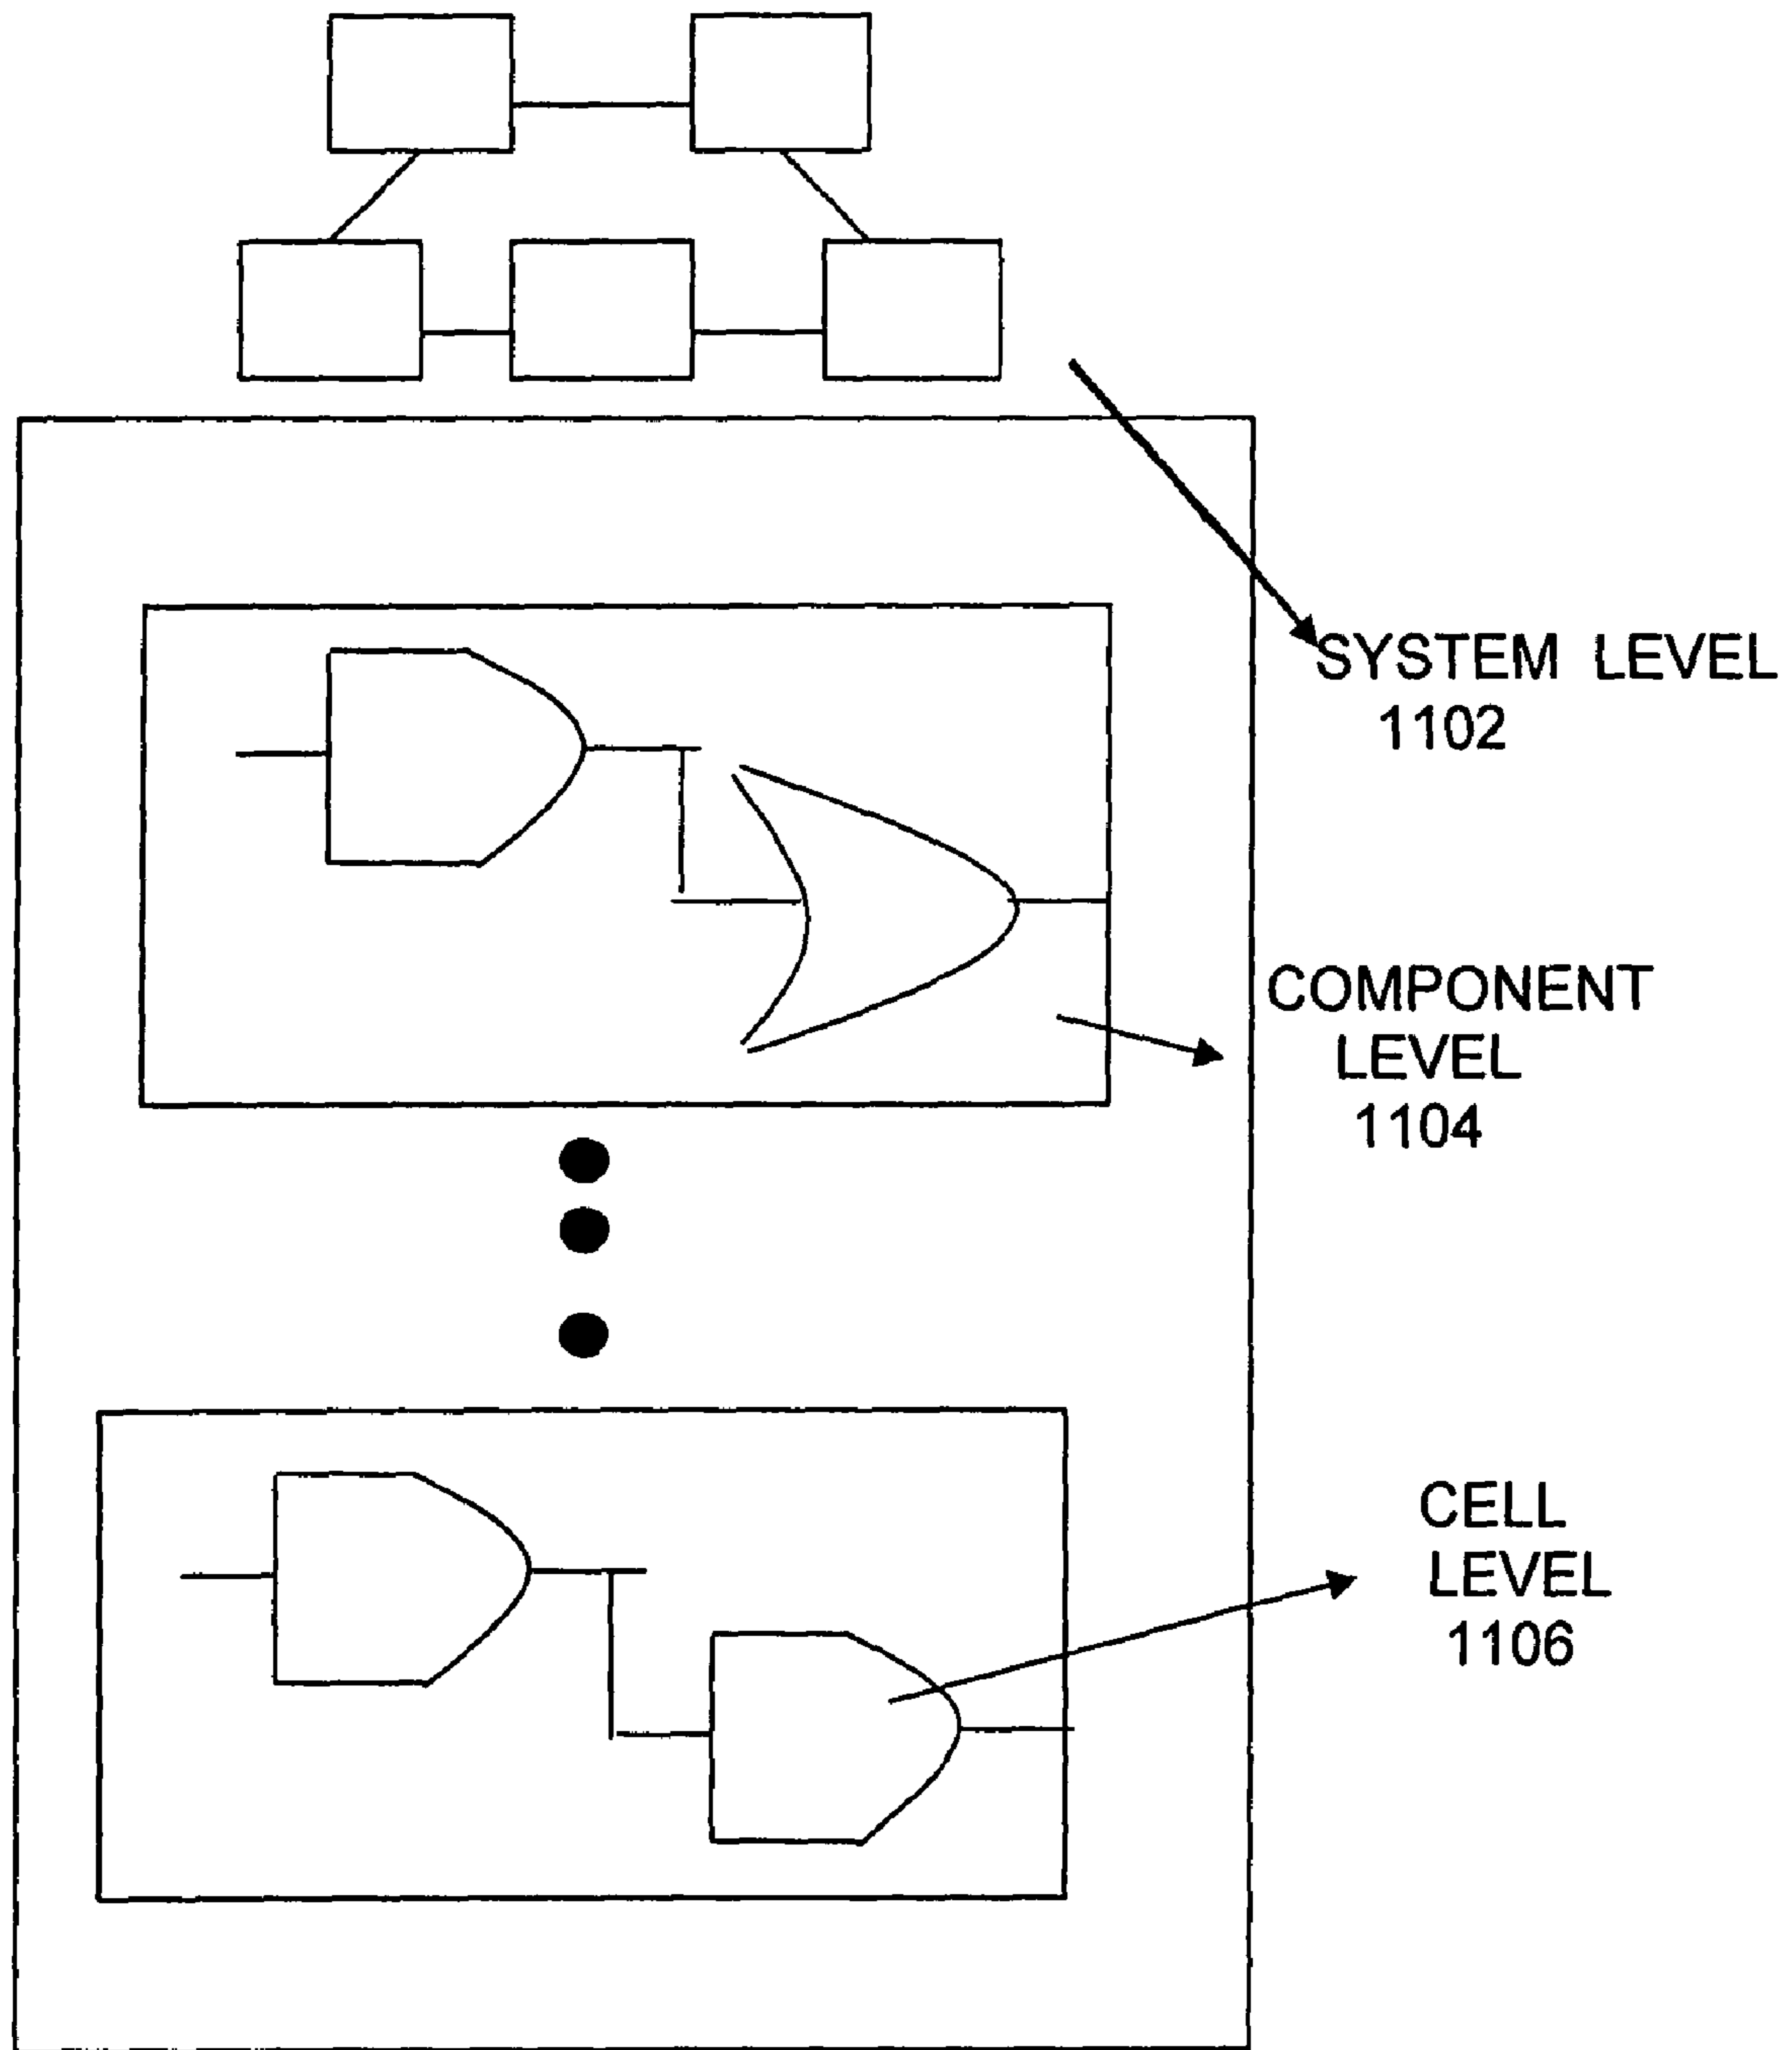 SYSTEM LEVEL
1102
COMPONENT
LEVEL
1104
CELL
LEVEL
1106